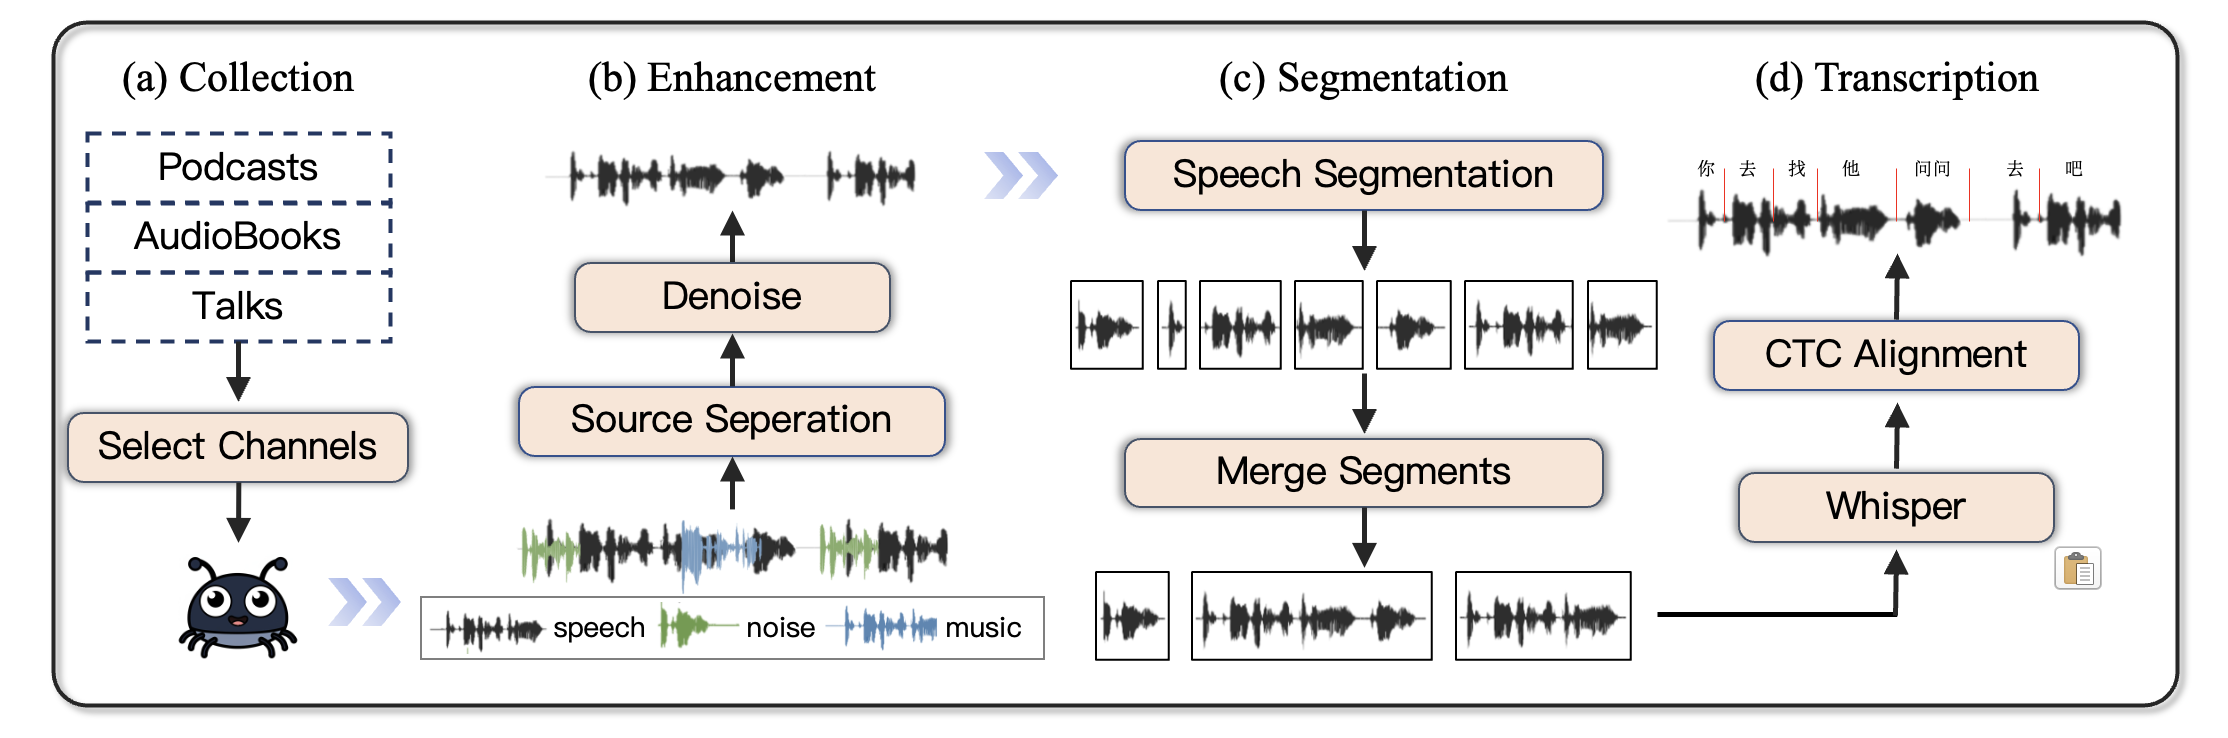 (a) Collection
Podcasts
AudioBooks
Talks
Select Channels
(b) Enhancement
Denoise
Source Seperation
speech
noise
music
(c) Segmentation
Speech Segmentation
Merge Segments
(d) Transcription
你 去 找 他 问问 去 吧
CTC Alignment
Whisper